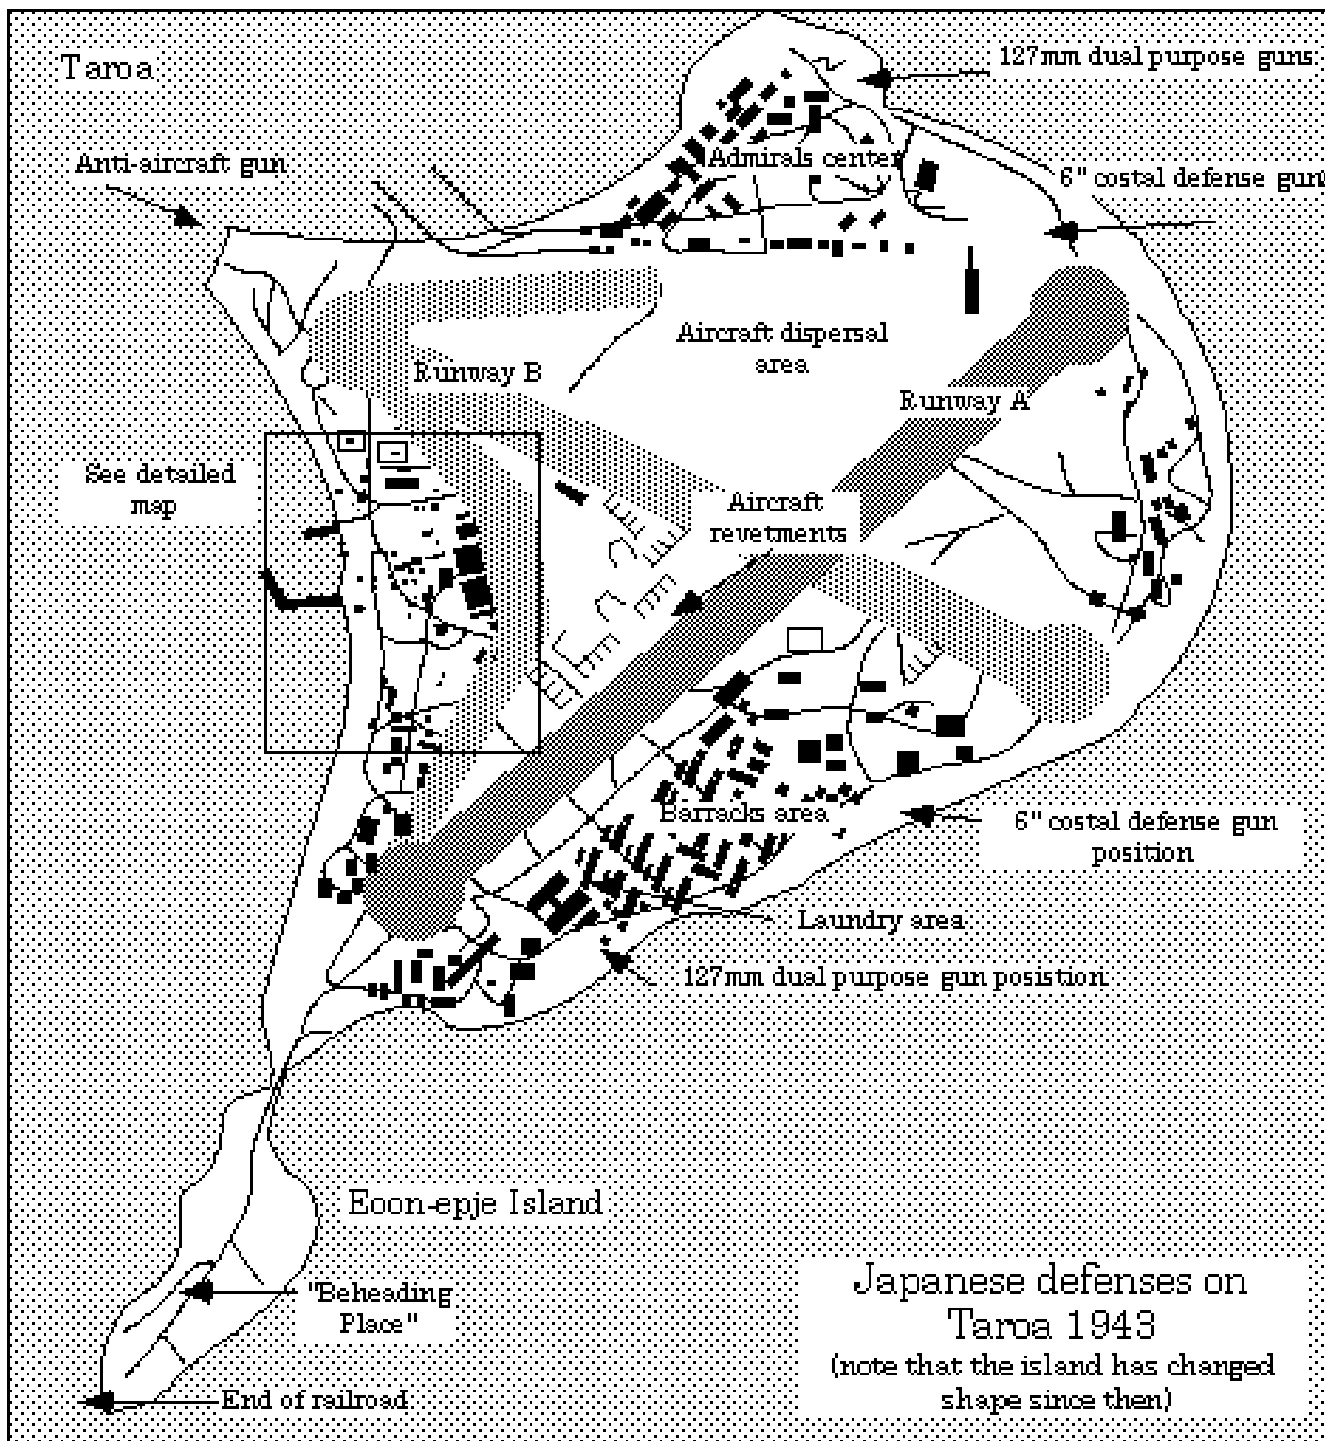 Taroa
127mm dual purpose guns
Anti-aircraft gun
Admirals center
6" costal defense gun
Aircraft dispersal
area
Runway B
Runway A
See detailed
map
Aircraft
revetments
Barracks area
6" costal defense gun
position
Laundry area
127mm dual purpose gun posistion
Eoon-epje Island
"Beheading
Place"
End of railroad
Japanese defenses on
Taroa 1943
(note that the island has changed
shape since then)